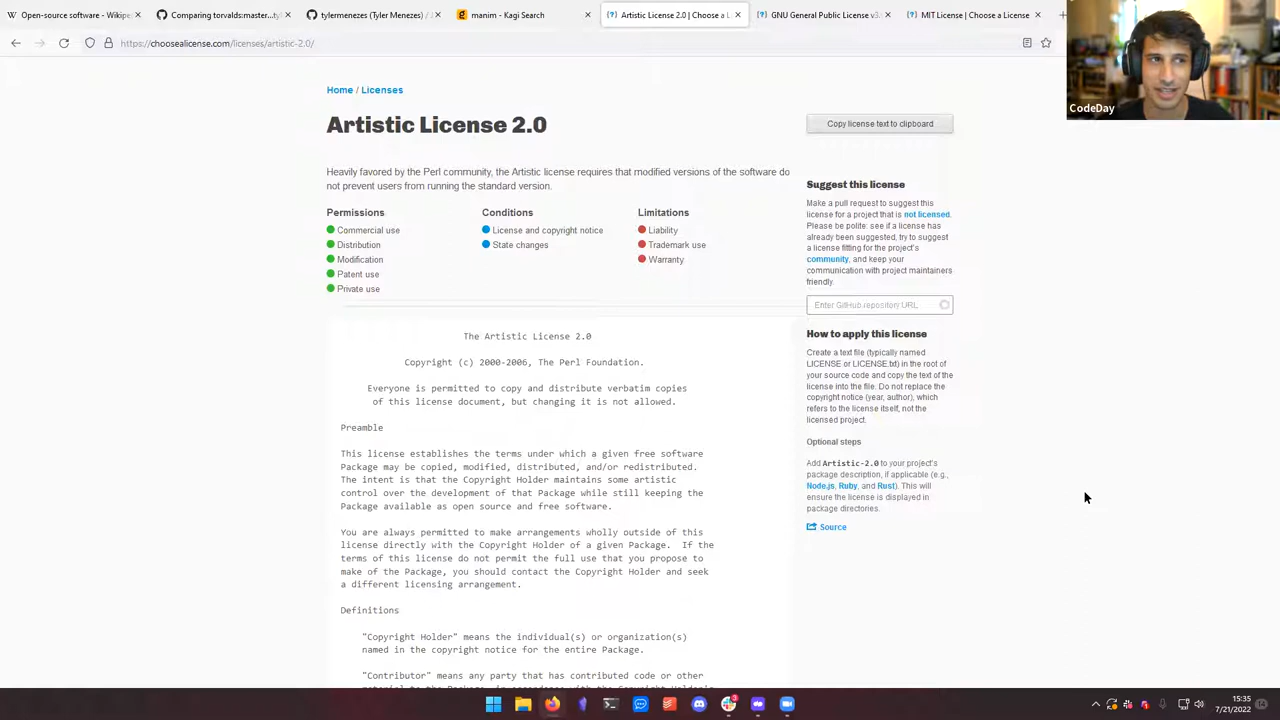 Open-source software - Wikipe
Comparing torvalds:master...ty
tylermenezes (Tyler Menezes) /
manim - Kagi Search
Artistic License 2.0 | Choose a L
GNU General Public License v3.
MIT License | Choose a License
https://choosealicense.com/licenses/artistic-2.0/
CodeDay
Home / Licenses
Artistic License 2.0
Heavily favored by the Perl community, the Artistic license requires that modified versions of the software do
not prevent users from running the standard version.
Permissions
Commercial use
Distribution
Modification
Patent use
Private use
Conditions
License and copyright notice
State changes
Limitations
Liability
Trademark use
Warranty
The Artistic License 2.0
Copyright (c) 2000-2006, The Perl Foundation.
Everyone is permitted to copy and distribute verbatim copies
of this license document, but changing it is not allowed.
Preamble
This license establishes the terms under which a given free software
Package may be copied, modified, distributed, and/or redistributed.
The intent is that the Copyright Holder maintains some artistic
control over the development of that Package while still keeping the
Package available as open source and free software.
You are always permitted to make arrangements wholly outside of this
license directly with the Copyright Holder of a given Package.  If the
terms of this license do not permit the full use that you propose to
make of the Package, you should contact the Copyright Holder and seek
a different licensing arrangement.
Definitions
"Copyright Holder" means the individual(s) or organization(s)
named in the copyright notice for the entire Package.
"Contributor" means any party that has contributed code or other
Copy license text to clipboard
Suggest this license
Make a pull request to suggest this
license for a project that is not licensed.
Please be polite: see if a license has
already been suggested, try to suggest
a license fitting for the project's
community, and keep your
communication with project maintainers
friendly.
Enter GitHub repository URL
How to apply this license
Create a text file (typically named
LICENSE or LICENSE.txt) in the root of
your source code and copy the text of the
license into the file. Do not replace the
copyright notice (year, author), which
refers to the license itself, not the
licensed project.
Optional steps
Add Artistic-2.0 to your project's
package description, if applicable (e.g.,
Node.js, Ruby, and Rust). This will
ensure the license is displayed in
package directories.
Source
15:35
7/21/2022